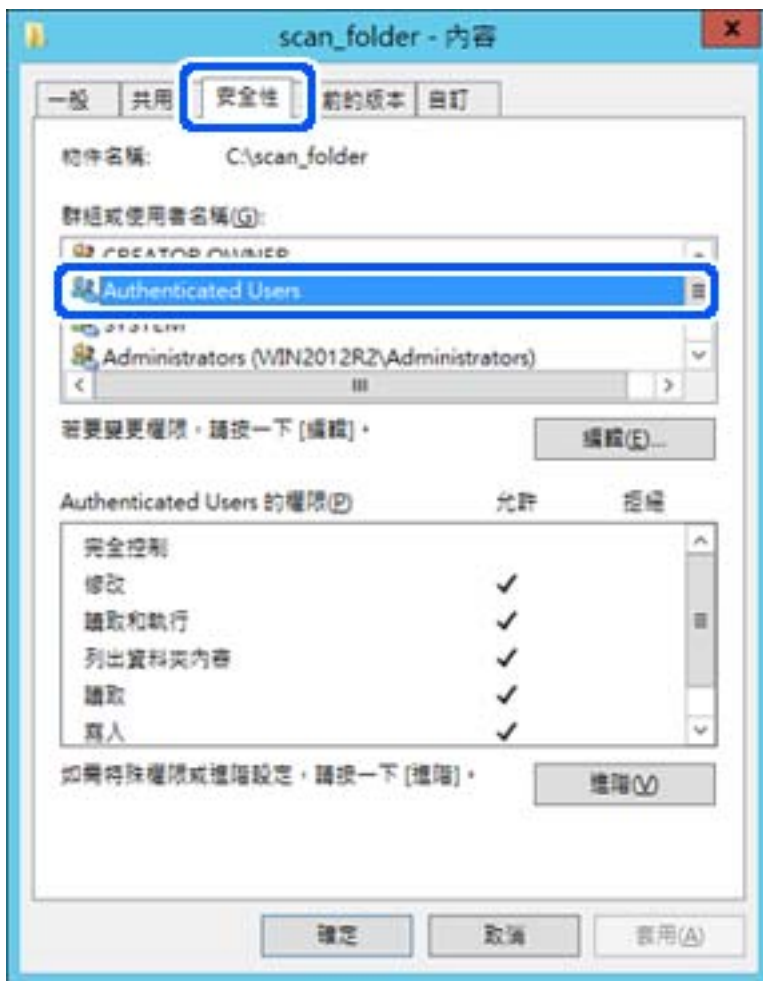 scan_folder - 內容
一般 共用 安全性 前的版本 自訂
物件名稱: C:\scan_folder
群組或使用者名稱(G):
CREATOR OWNER
Authenticated Users
SYSTEM
Administrators (WIN2012R2\Administrators)
若要變更權限，請按一下 [編輯]。 編輯(E)...
Authenticated Users 的權限(P) 允許 拒絕
完全控制
修改
讀取和執行
列出資料夾內容
讀取
寫入
如需特殊權限或進階設定，請按一下 [進階]。 進階(V)
確定 取消 套用(A)